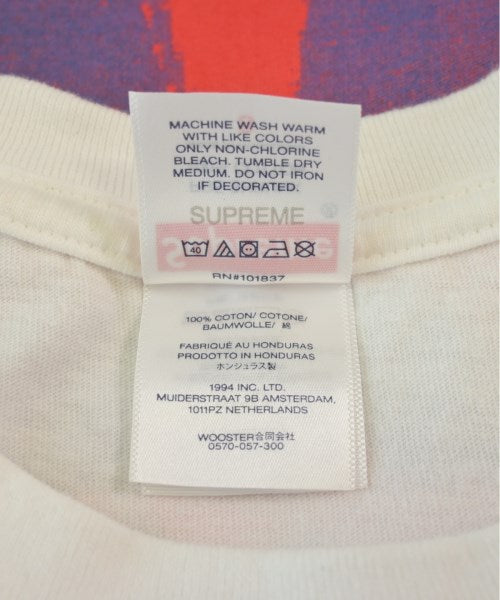 MACHINE WASH WARM
WITH LIKE COLORS
ONLY NON-CHLORINE
BLEACH. TUMBLE DRY
MEDIUM. DO NOT IRON
IF DECORATED.
SUPREME
40
RN#101837
100% COTON/ COTONE/
BAUMWOLLE/ 綿
FABRIQUÉ AU HONDURAS
PRODOTTO IN HONDURAS
ホンジュラス製
1994 INC. LTD.
MUIDERSTRAAT 9B AMSTERDAM,
1011PZ NETHERLANDS
WOOSTER合同会社
0570-057-300